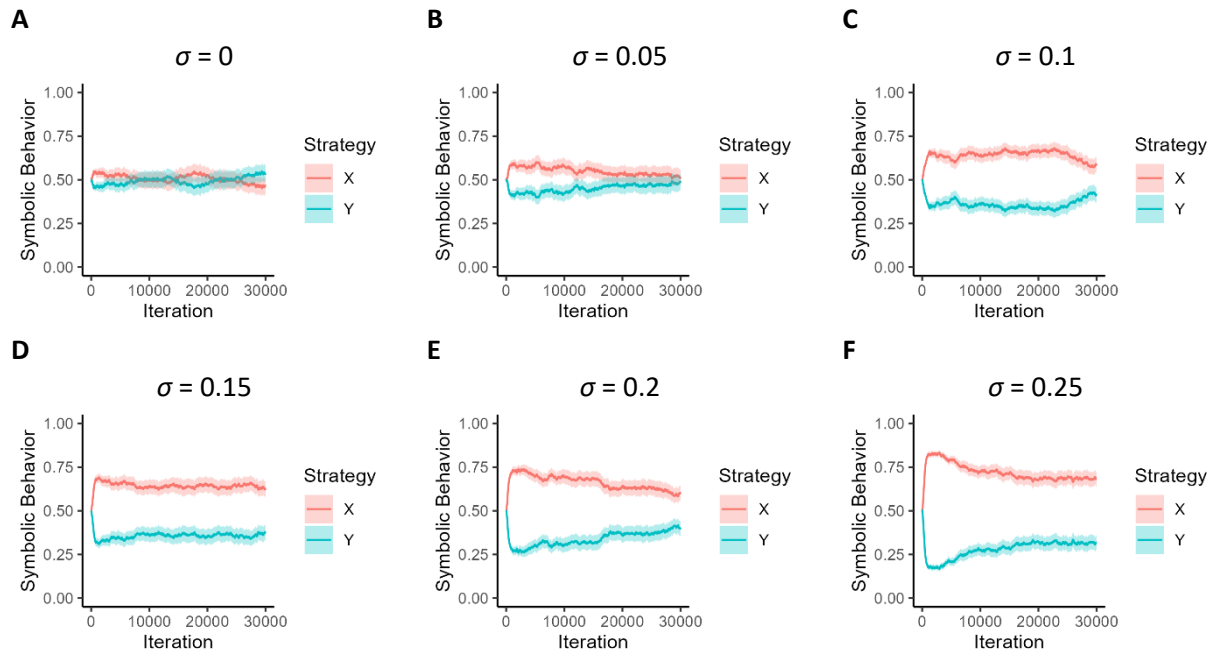 A
σ = 0
1.00
0.75
0.50
0.25
0.00
Symbolic Behavior
0 10000 20000 30000
Iteration
Strategy
X
Y
B
σ = 0.05
1.00
0.75
0.50
0.25
0.00
Symbolic Behavior
0 10000 20000 30000
Iteration
Strategy
X
Y
C
σ = 0.1
1.00
0.75
0.50
0.25
0.00
Symbolic Behavior
0 10000 20000 30000
Iteration
Strategy
X
Y
D
σ = 0.15
1.00
0.75
0.50
0.25
0.00
Symbolic Behavior
0 10000 20000 30000
Iteration
Strategy
X
Y
E
σ = 0.2
1.00
0.75
0.50
0.25
0.00
Symbolic Behavior
0 10000 20000 30000
Iteration
Strategy
X
Y
F
σ = 0.25
1.00
0.75
0.50
0.25
0.00
Symbolic Behavior
0 10000 20000 30000
Iteration
Strategy
X
Y